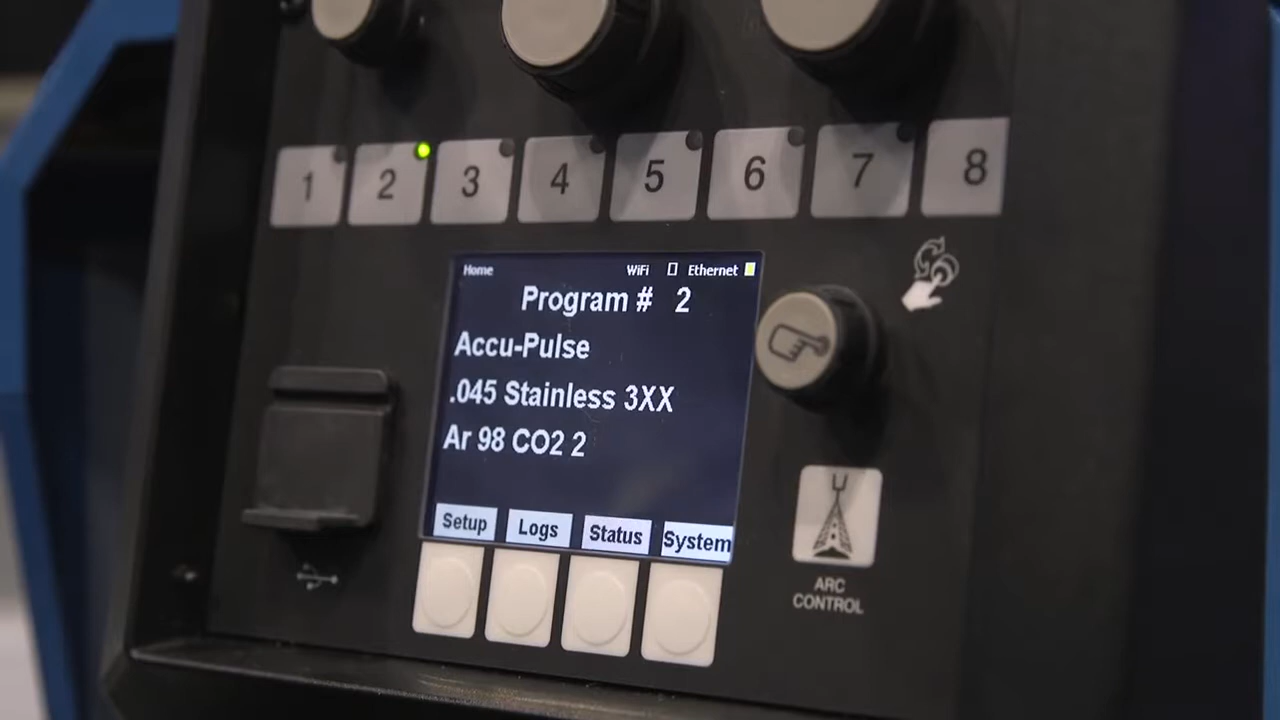 1 2 3 4 5 6 7 8
Home WiFi Ethernet
Program # 2
Accu-Pulse
.045 Stainless 3XX
Ar 98 CO2 2
Setup Logs Status System
ARC
CONTROL